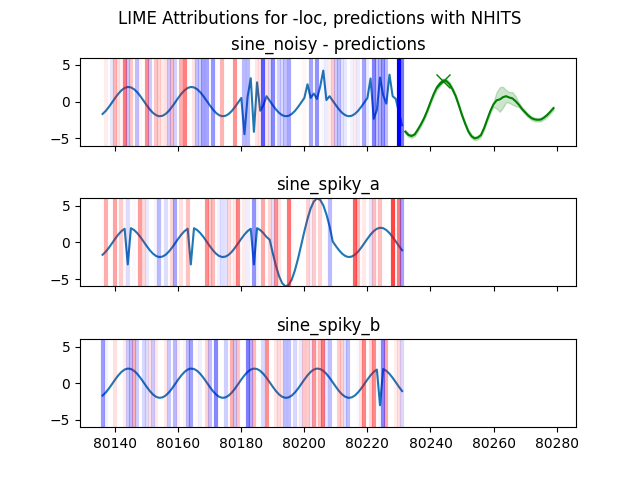 LIME Attributions for -loc, predictions with NHITS
sine_noisy - predictions
5
0
−5
sine_spiky_a
5
0
−5
sine_spiky_b
5
0
−5
80140 80160 80180 80200 80220 80240 80260 80280